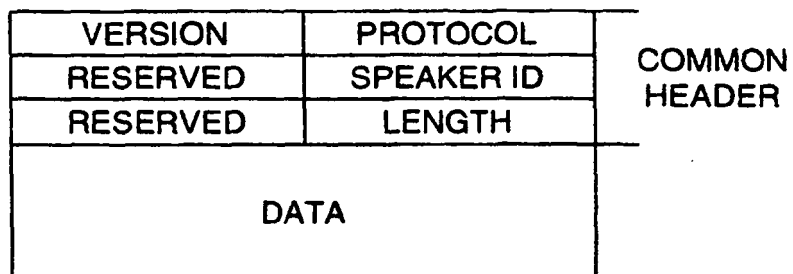 VERSION PROTOCOL
RESERVED SPEAKER ID
RESERVED LENGTH
COMMON
HEADER
DATA